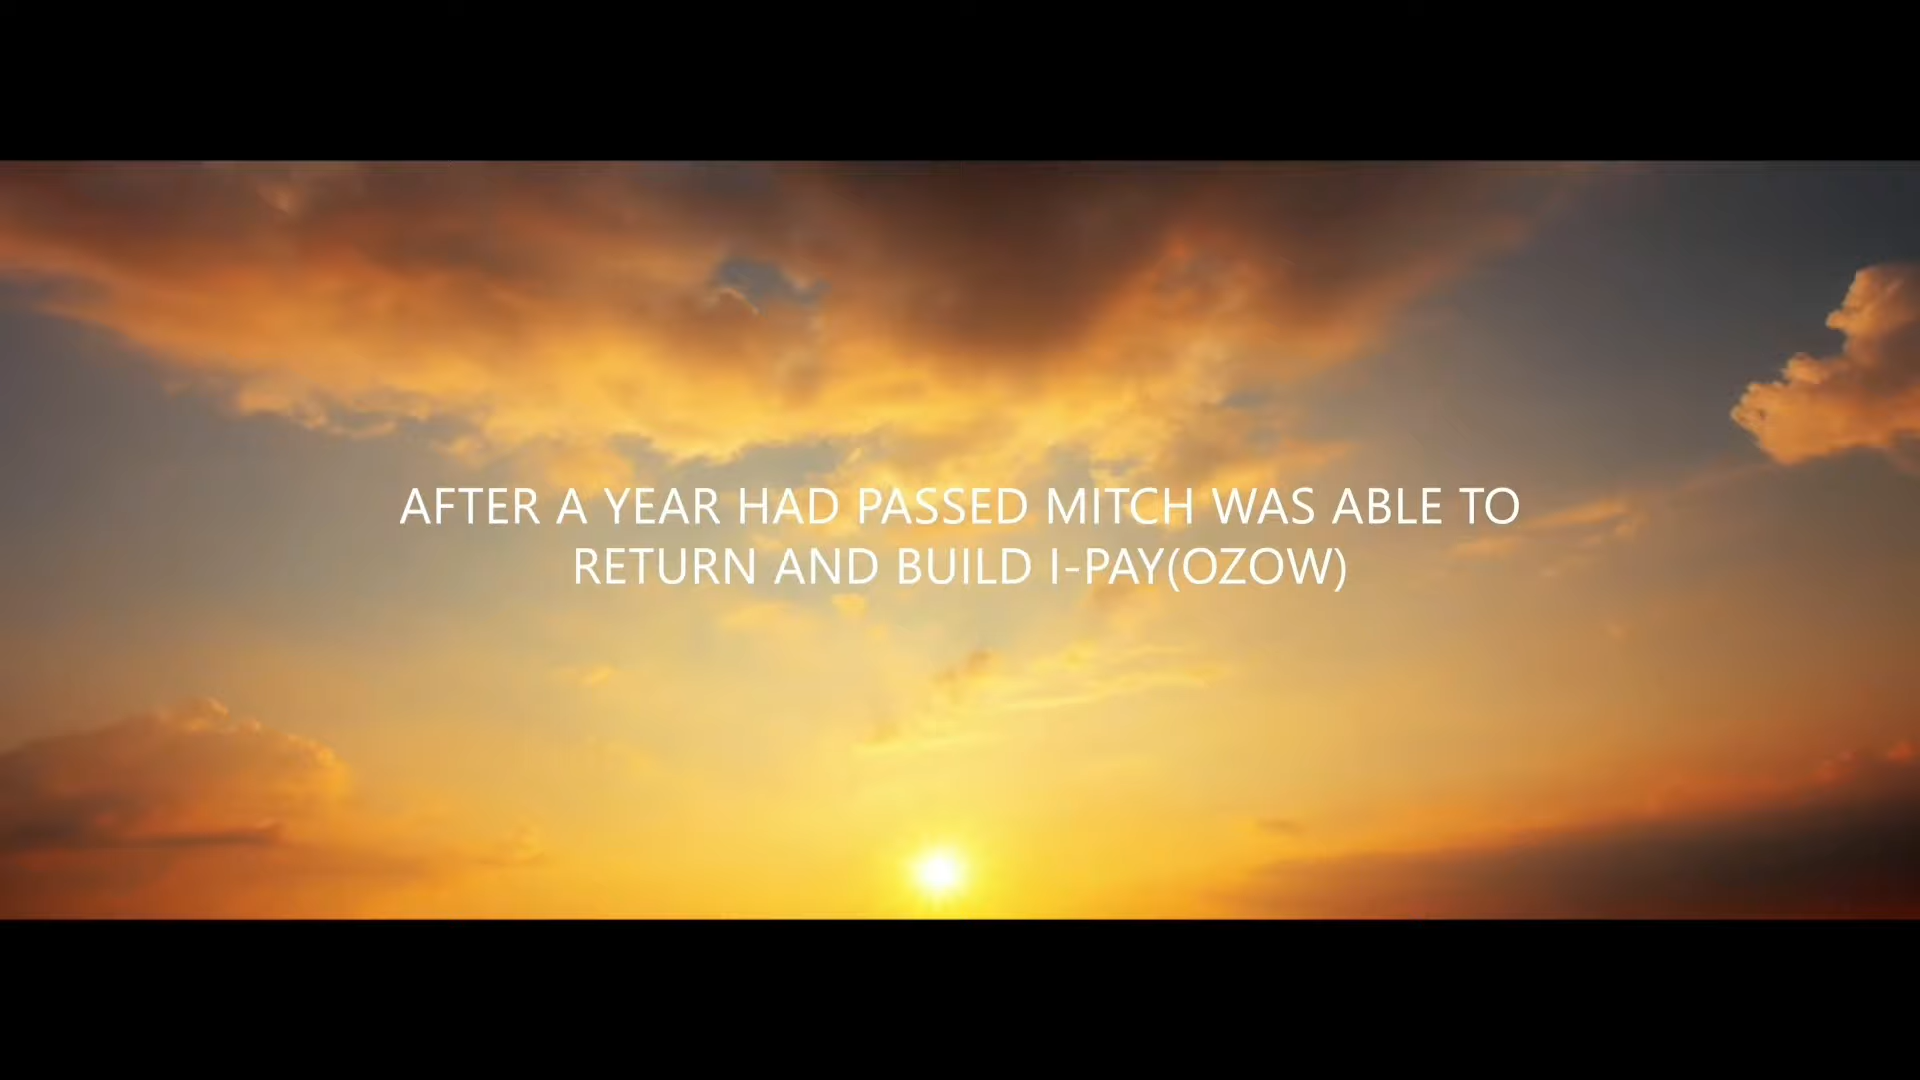 AFTER A YEAR HAD PASSED MITCH WAS ABLE TO
RETURN AND BUILD I-PAY(OZOW)